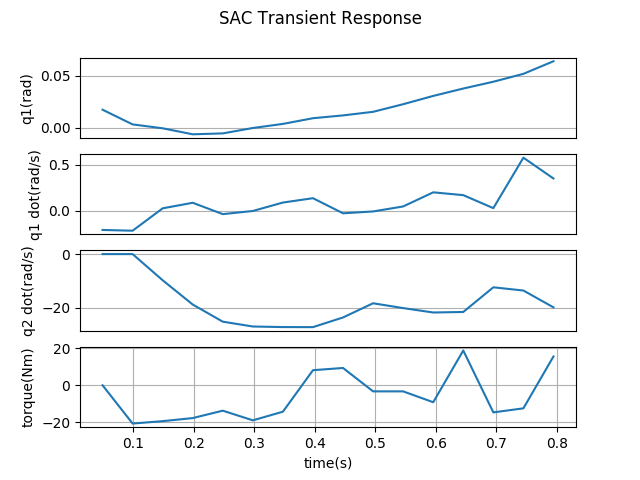 SAC Transient Response
q1(rad)
0.05
0.00
q1 dot(rad/s)
0.5
0.0
q2 dot(rad/s)
0
−20
torque(Nm)
20
0
−20
0.1 0.2 0.3 0.4 0.5 0.6 0.7 0.8
time(s)